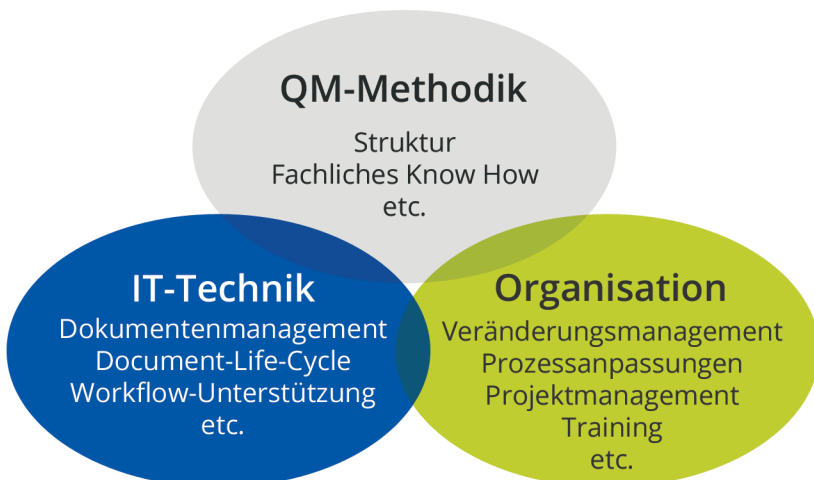 QM-Methodik
Struktur
Fachliches Know How
etc.
IT-Technik
Dokumentenmanagement
Document-Life-Cycle
Workflow-Unterstützung
etc.
Organisation
Veränderungsmanagement
Prozessanpassungen
Projektmanagement
Training
etc.